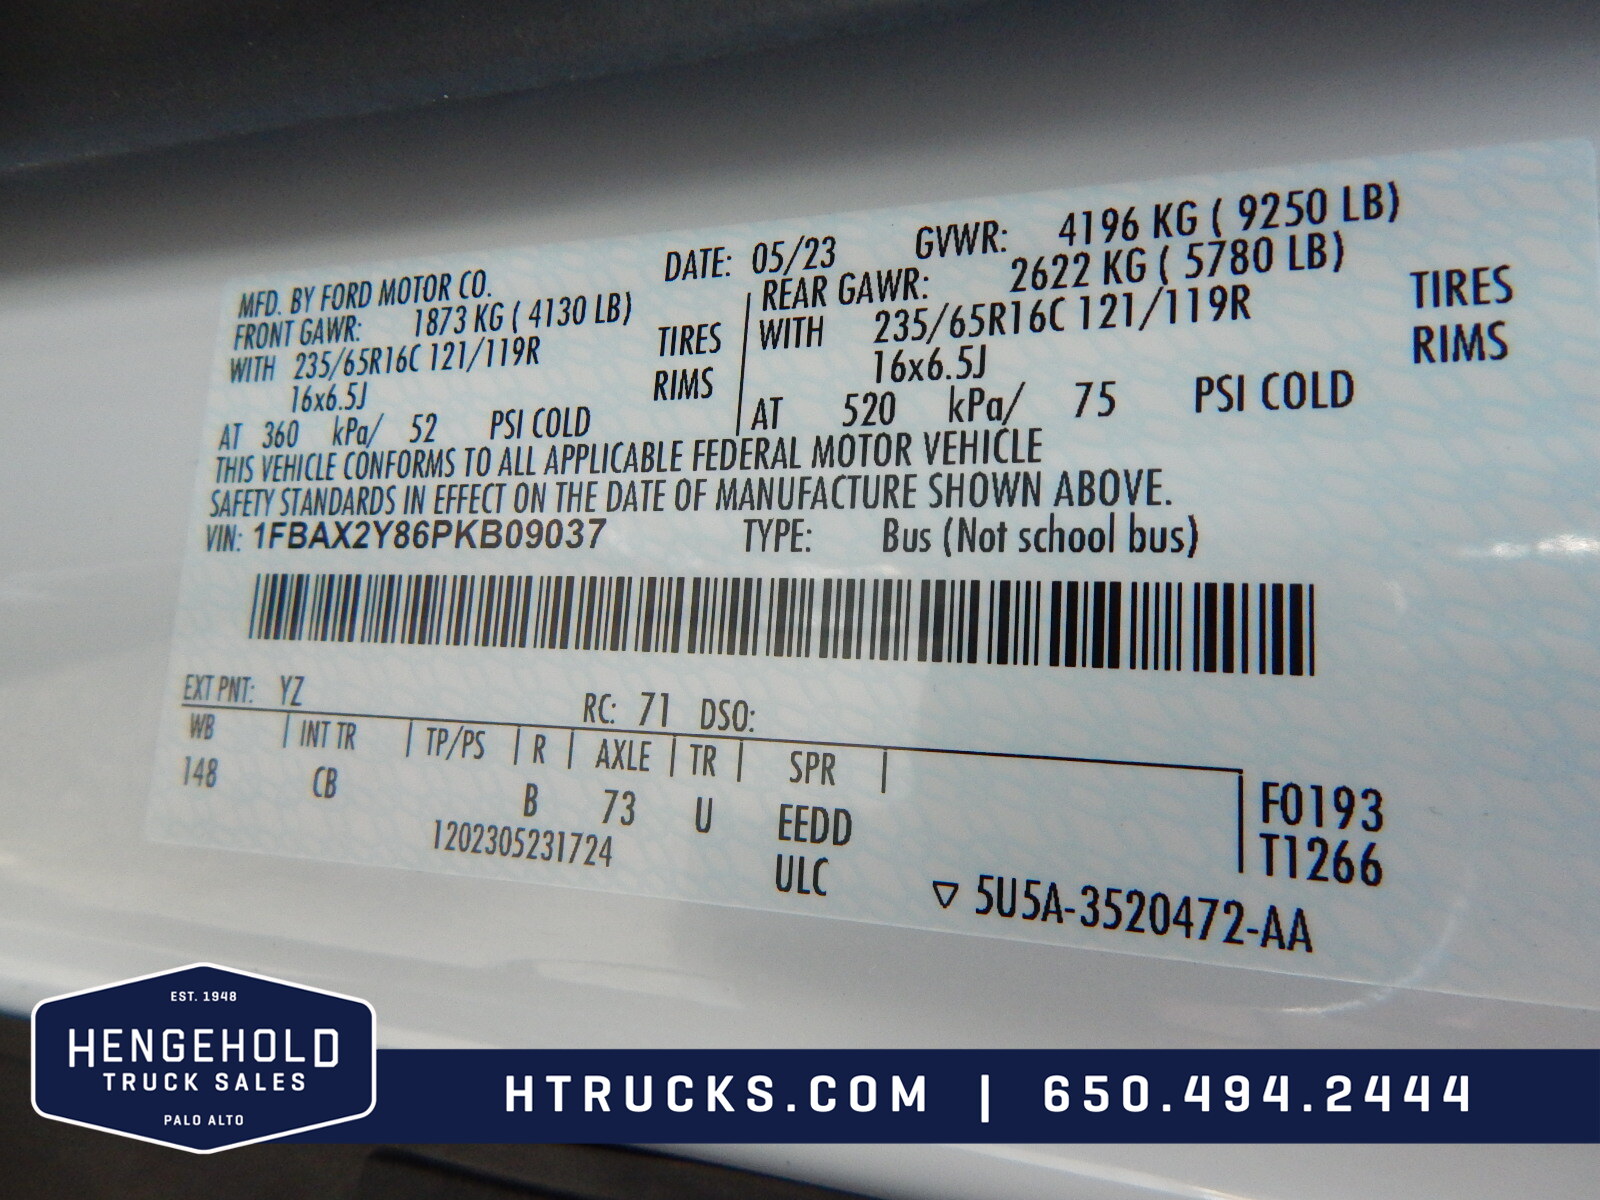 MFD. BY FORD MOTOR CO. DATE: 05/23 GVWR: 4196 KG ( 9250 LB)
FRONT GAWR: 1873 KG ( 4130 LB) REAR GAWR: 2622 KG ( 5780 LB)
WITH 235/65R16C 121/119R TIRES WITH 235/65R16C 121/119R TIRES
16x6.5J RIMS 16x6.5J RIMS
AT 360 kPa/ 52 PSI COLD AT 520 kPa/ 75 PSI COLD
THIS VEHICLE CONFORMS TO ALL APPLICABLE FEDERAL MOTOR VEHICLE
SAFETY STANDARDS IN EFFECT ON THE DATE OF MANUFACTURE SHOWN ABOVE.
VIN: 1FBAX2Y86PKB09037 TYPE: Bus (Not school bus)
EXT PNT: YZ RC: 71 DSO:
WB INT TR TP/PS R AXLE TR SPR
148 CB B 73 U EEDD F0193
1202305231724 ULC T1266
▽ 5U5A-3520472-AA
EST. 1948
HENGEHOLD
TRUCK SALES
PALO ALTO
HTRUCKS.COM | 650.494.2444